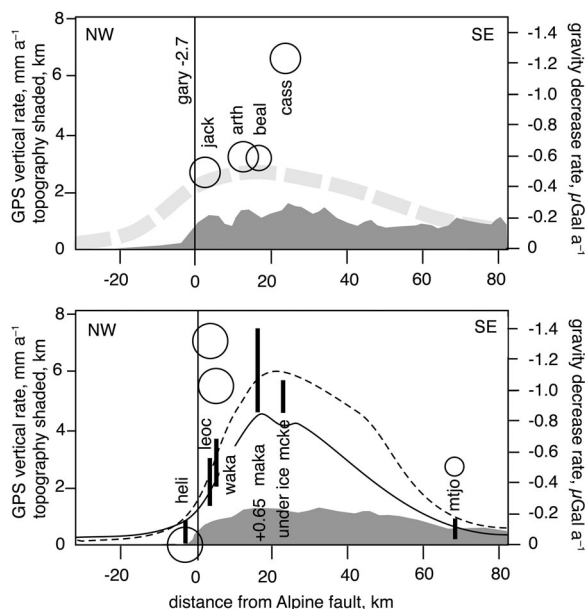 GPS vertical rate, mm a⁻¹
topography shaded, km
8
6
4
2
0
NW
SE
gary -2.7
jack
arth
beal
cass
-1.4
-1.2
-1.0
-0.8
-0.6
-0.4
-0.2
0
gravity decrease rate, μGal a⁻¹
-20
0
20
40
60
80
GPS vertical rate, mm a⁻¹
topography shaded, km
8
6
4
2
0
NW
SE
heli
leoc
waka
+0.65 maka
under ice mcke
mtjo
-1.4
-1.2
-1.0
-0.8
-0.6
-0.4
-0.2
0
gravity decrease rate, μGal a⁻¹
-20
0
20
40
60
80
distance from Alpine fault, km